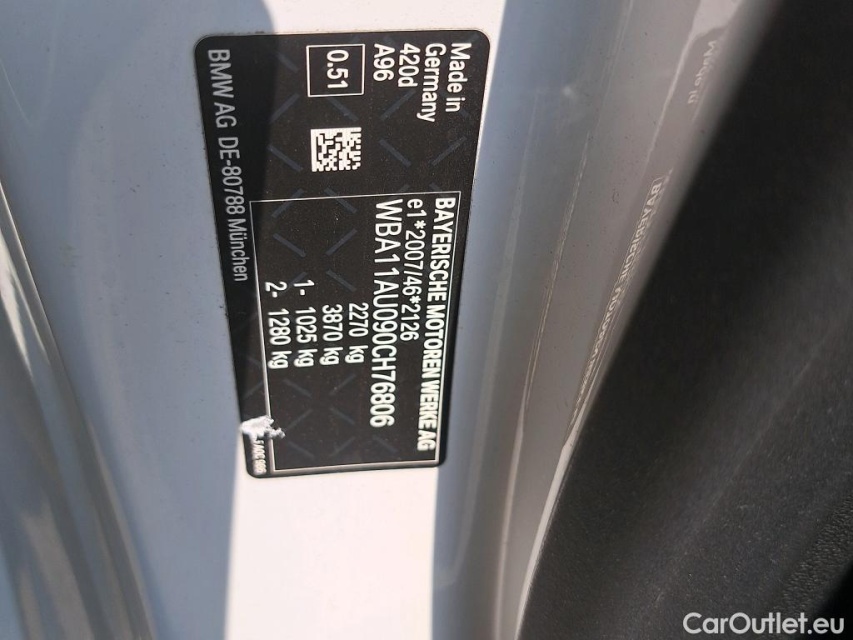 BAYERISCHE MOTOREN WERKE AG
e1*2007/46*2126
WBA11AU090CH76806
2270 kg
3870 kg
1- 1025 kg
2- 1280 kg
Made in
Germany
420d
A96
0.51
BMW AG DE-80788 München
CarOutlet.eu